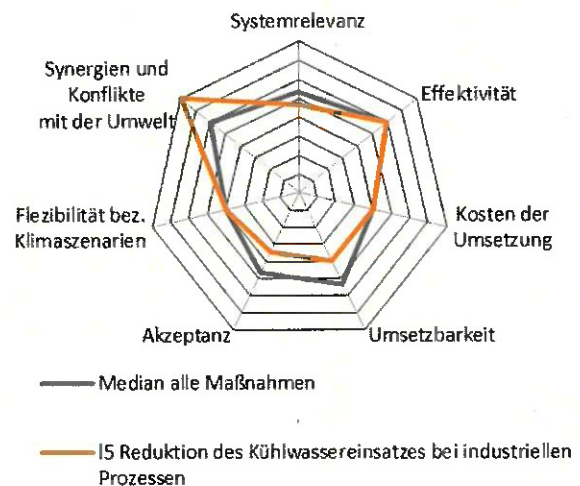 Systemrelevanz
Synergien und
Konflikte
mit der Umwelt
Effektivität
Flezibilität bez.
Klimaszenarien
Kosten der
Umsetzung
Akzeptanz
Umsetzbarkeit
Median alle Maßnahmen
I5 Reduktion des Kühlwassereinsatzes bei industriellen
Prozessen